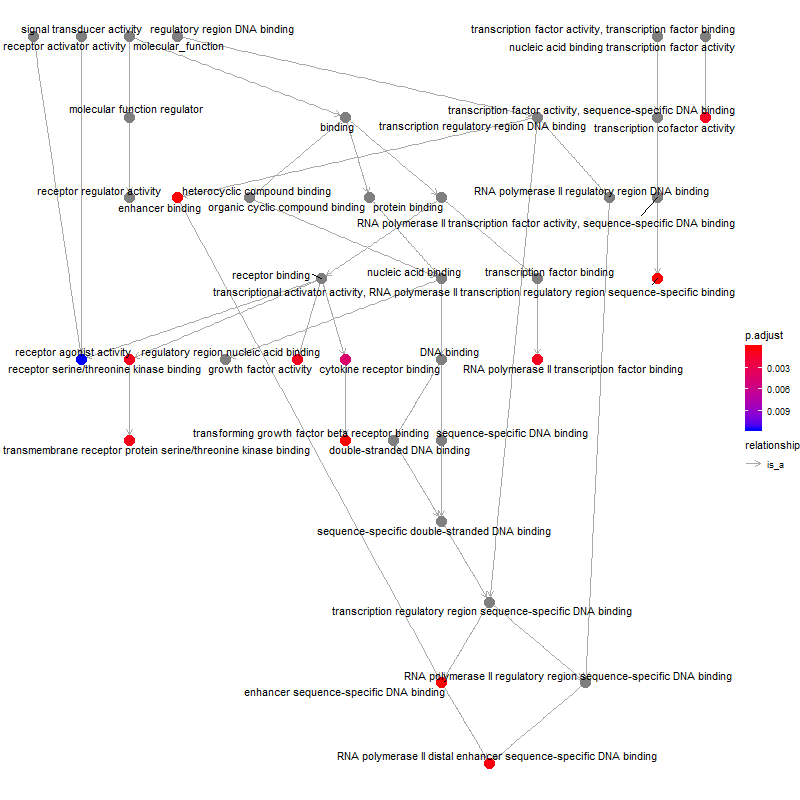 signal transducer activity
regulatory region DNA binding
transcription factor activity, transcription factor binding
receptor activator activity
molecular_function
nucleic acid binding transcription factor activity
molecular function regulator
transcription factor activity, sequence-specific DNA binding
binding
transcription regulatory region DNA binding
transcription cofactor activity
receptor regulator activity
heterocyclic compound binding
RNA polymerase II regulatory region DNA binding
enhancer binding
organic cyclic compound binding
protein binding
RNA polymerase II transcription factor activity, sequence-specific DNA binding
receptor binding
nucleic acid binding
transcription factor binding
transcriptional activator activity, RNA polymerase II transcription regulatory region sequence-specific binding
p.adjust
0.003
0.006
0.009
receptor agonist activity
regulatory region nucleic acid binding
DNA binding
receptor serine/threonine kinase binding
growth factor activity
cytokine receptor binding
RNA polymerase II transcription factor binding
transforming growth factor beta receptor binding
sequence-specific DNA binding
relationship
transmembrane receptor protein serine/threonine kinase binding
double-stranded DNA binding
is_a
sequence-specific double-stranded DNA binding
transcription regulatory region sequence-specific DNA binding
RNA polymerase II regulatory region sequence-specific DNA binding
enhancer sequence-specific DNA binding
RNA polymerase II distal enhancer sequence-specific DNA binding